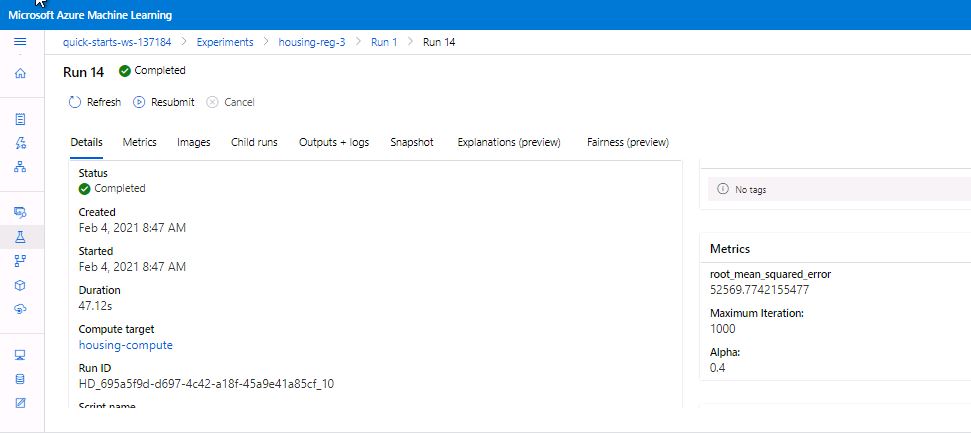 Microsoft Azure Machine Learning
quick-starts-ws-137184 > Experiments > housing-reg-3 > Run 1 > Run 14
Run 14 Completed
Refresh Resubmit Cancel
Details Metrics Images Child runs Outputs + logs Snapshot Explanations (preview) Fairness (preview)
Status
Completed
Created
Feb 4, 2021 8:47 AM
Started
Feb 4, 2021 8:47 AM
Duration
47.12s
Compute target
housing-compute
Run ID
HD_695a5f9d-d697-4c42-a18f-45a9e41a85cf_10
Script name
No tags
Metrics
root_mean_squared_error
52569.7742155477
Maximum Iteration:
1000
Alpha:
0.4